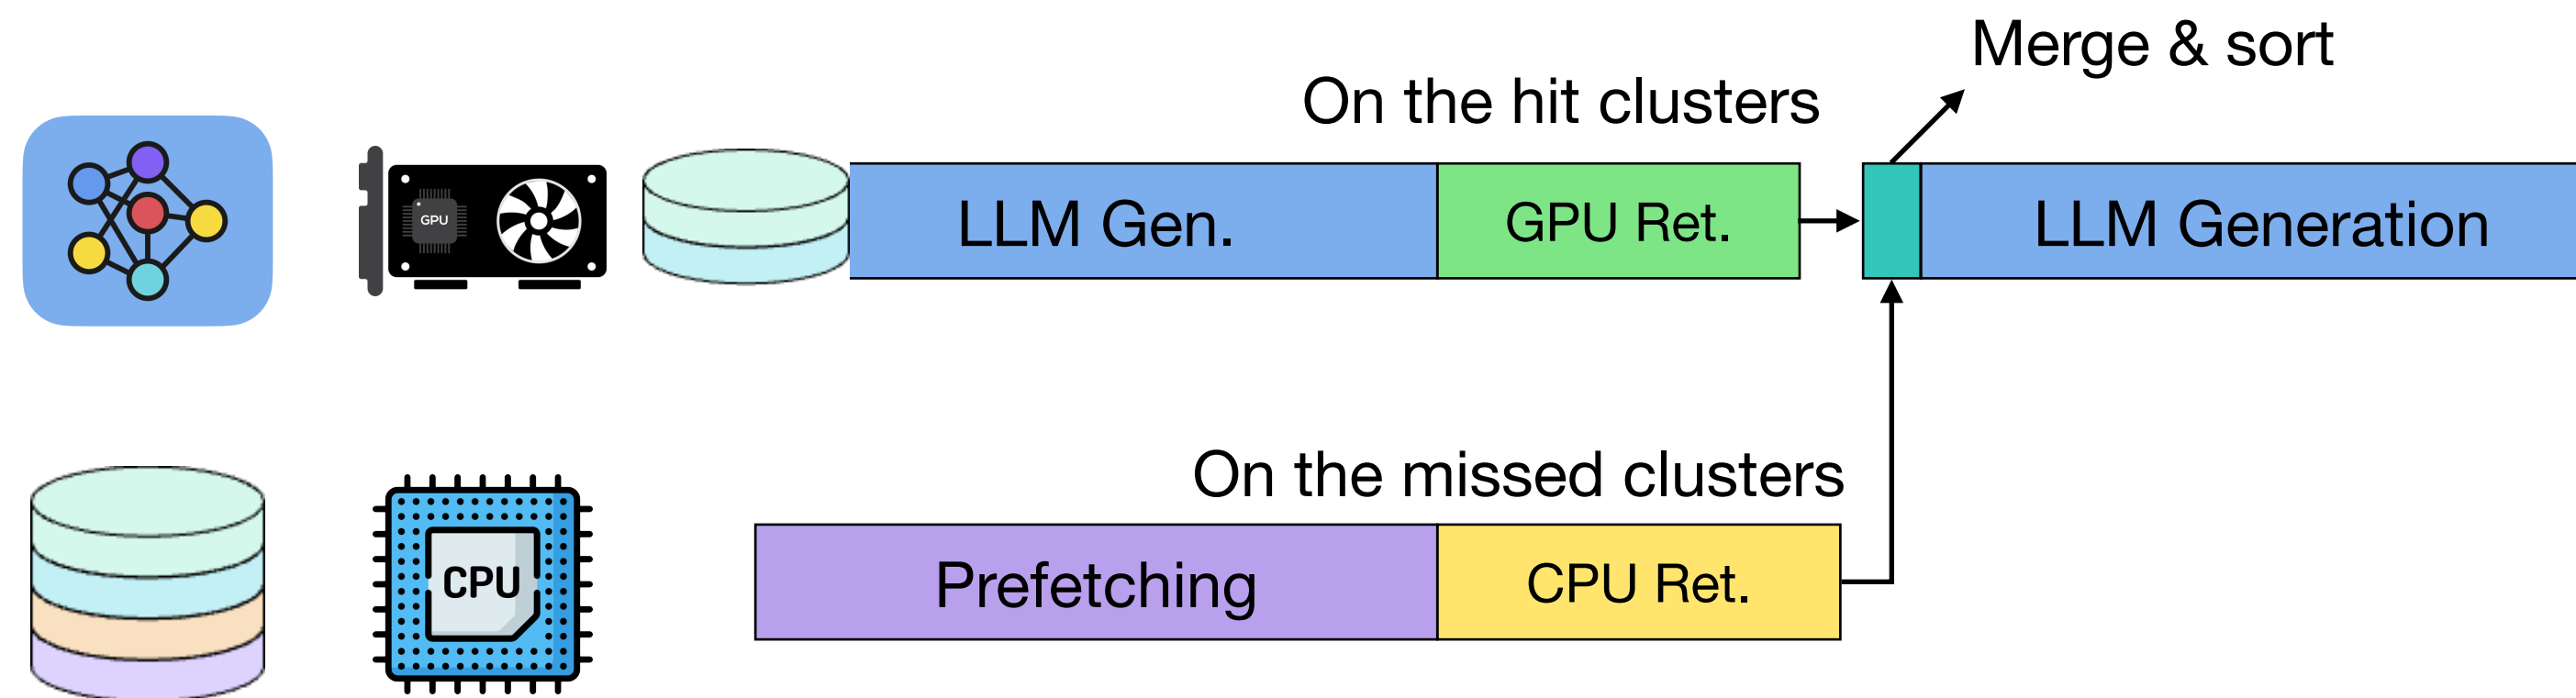 Merge & sort
On the hit clusters
GPU
LLM Gen.
GPU Ret.
LLM Generation
On the missed clusters
CPU
Prefetching
CPU Ret.